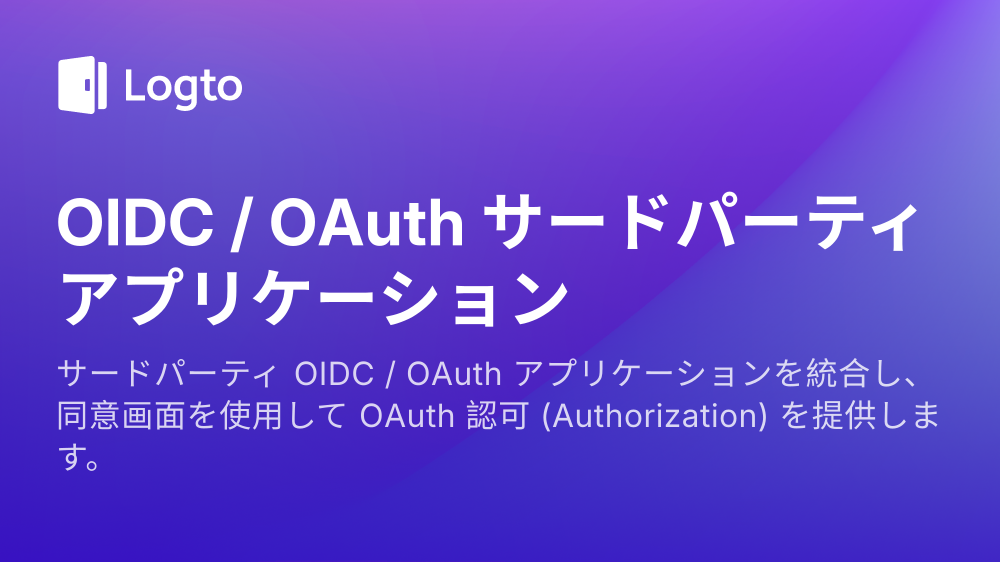 Logto
OIDC / OAuth サードパーティ
アプリケーション
サードパーティ OIDC / OAuth アプリケーションを統合し、
同意画面を使用して OAuth 認可 (Authorization) を提供しま
す。